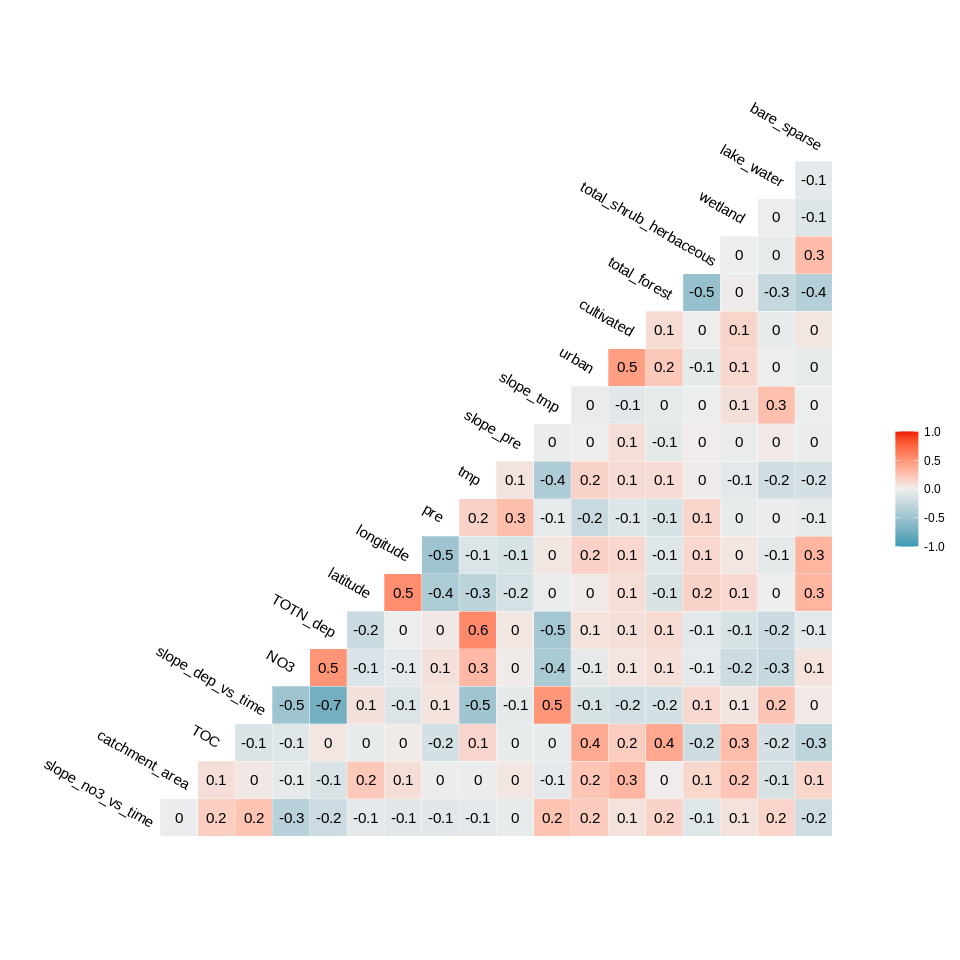 bare_sparse
lake_water -0.1
wetland 0 -0.1
total_shrub_herbaceous 0 0 0.3
total_forest -0.5 0 -0.3 -0.4
cultivated 0.1 0 0.1 0 0
urban 0.5 0.2 -0.1 0.1 0 0
slope_tmp 0 -0.1 0 0 0.1 0.3 0
slope_pre 0 0 0.1 -0.1 0 0 0 0
tmp 0.1 -0.4 0.2 0.1 0.1 0 -0.1 -0.2 -0.2
pre 0.2 0.3 -0.1 -0.2 -0.1 -0.1 0.1 0 0 -0.1
longitude -0.5 -0.1 -0.1 0 0.2 0.1 -0.1 0.1 0 -0.1 0.3
latitude 0.5 -0.4 -0.3 -0.2 0 0 0.1 -0.1 0.2 0.1 0 0.3
TOTN_dep -0.2 0 0 0.6 0 -0.5 0.1 0.1 0.1 -0.1 -0.1 -0.2 -0.1
NO3 0.5 -0.1 -0.1 0.1 0.3 0 -0.4 -0.1 0.1 0.1 -0.1 -0.2 -0.3 0.1
slope_dep_vs_time -0.5 -0.7 0.1 -0.1 0.1 -0.5 -0.1 0.5 -0.1 -0.2 -0.2 0.1 0.1 0.2 0
TOC -0.1 -0.1 0 0 0 -0.2 0.1 0 0 0.4 0.2 0.4 -0.2 0.3 -0.2 -0.3
catchment_area 0.1 0 -0.1 -0.1 0.2 0.1 0 0 0 -0.1 0.2 0.3 0 0.1 0.2 -0.1 0.1
slope_no3_vs_time 0 0.2 0.2 -0.3 -0.2 -0.1 -0.1 -0.1 -0.1 0 0.2 0.2 0.1 0.2 -0.1 0.1 0.2 -0.2
1.0
0.5
0.0
-0.5
-1.0